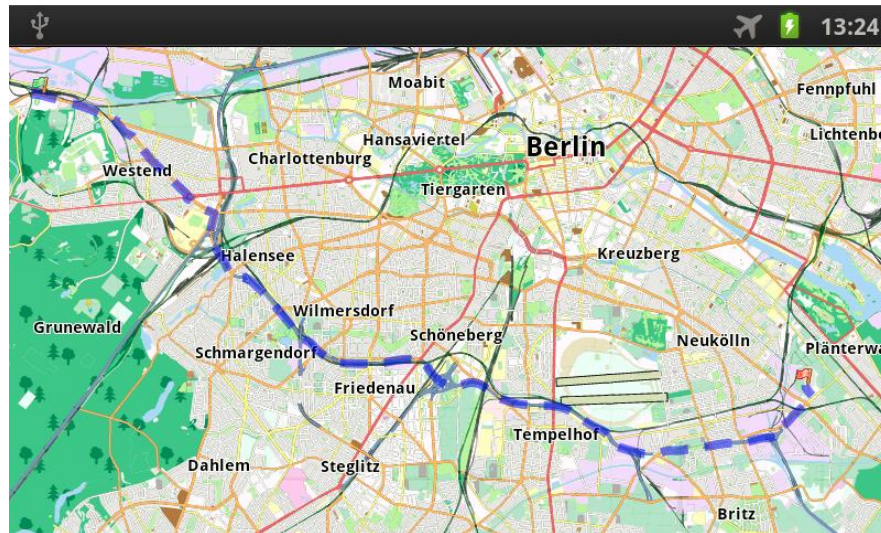 13:24
Moabit
Fennpfuhl
Hansaviertel
Berlin
Lichtenbe
Charlottenburg
Westend
Tiergarten
Halensee
Kreuzberg
Wilmersdorf
Grunewald
Schöneberg
Neukölln
Plänterwa
Schmargendorf
Friedenau
Tempelhof
Dahlem
Steglitz
Britz